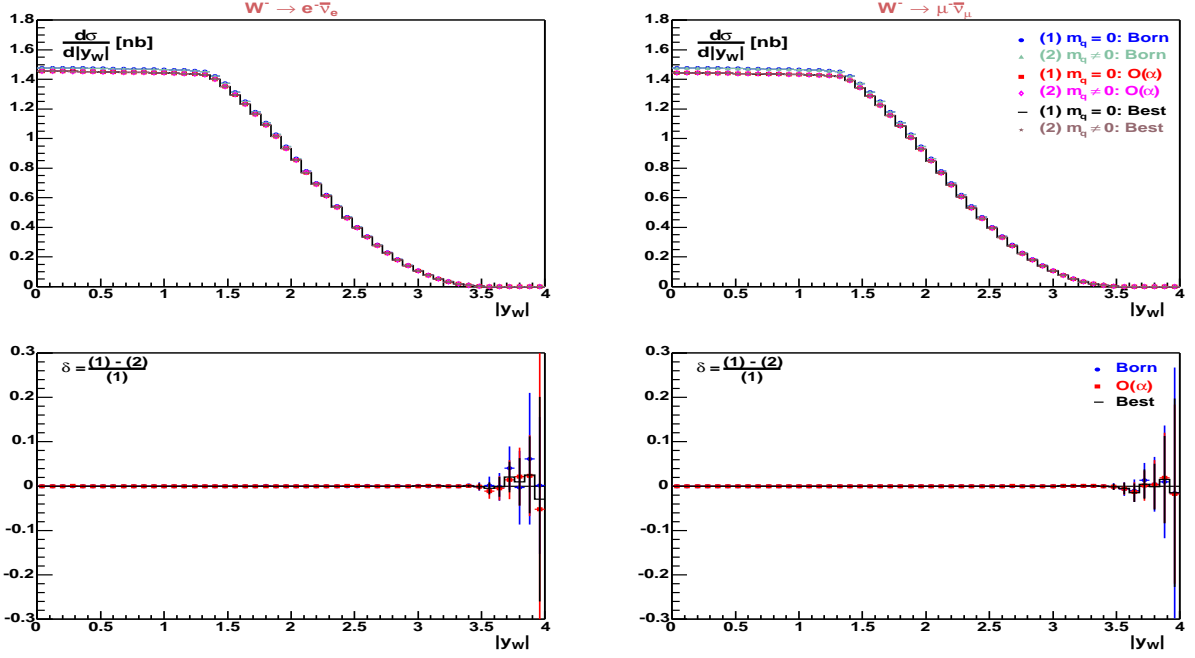 W⁻ → e⁻ν̄ₑ
dσ/d|y_W| [nb]
1.8
1.6
1.4
1.2
1
0.8
0.6
0.4
0.2
0
0 0.5 1 1.5 2 2.5 3 3.5 4
|y_W|
W⁻ → μ⁻ν̄_μ
dσ/d|y_W| [nb]
(1) m_q = 0: Born
(2) m_q ≠ 0: Born
(1) m_q = 0: O(α)
(2) m_q ≠ 0: O(α)
(1) m_q = 0: Best
(2) m_q ≠ 0: Best
1.8
1.6
1.4
1.2
1
0.8
0.6
0.4
0.2
0
0 0.5 1 1.5 2 2.5 3 3.5 4
|y_W|
δ = (1) - (2)
(1)
0.3
0.2
0.1
0
-0.1
-0.2
-0.3
0 0.5 1 1.5 2 2.5 3 3.5 4
|y_W|
δ = (1) - (2)
(1)
Born
O(α)
Best
0.3
0.2
0.1
0
-0.1
-0.2
-0.3
0 0.5 1 1.5 2 2.5 3 3.5 4
|y_W|